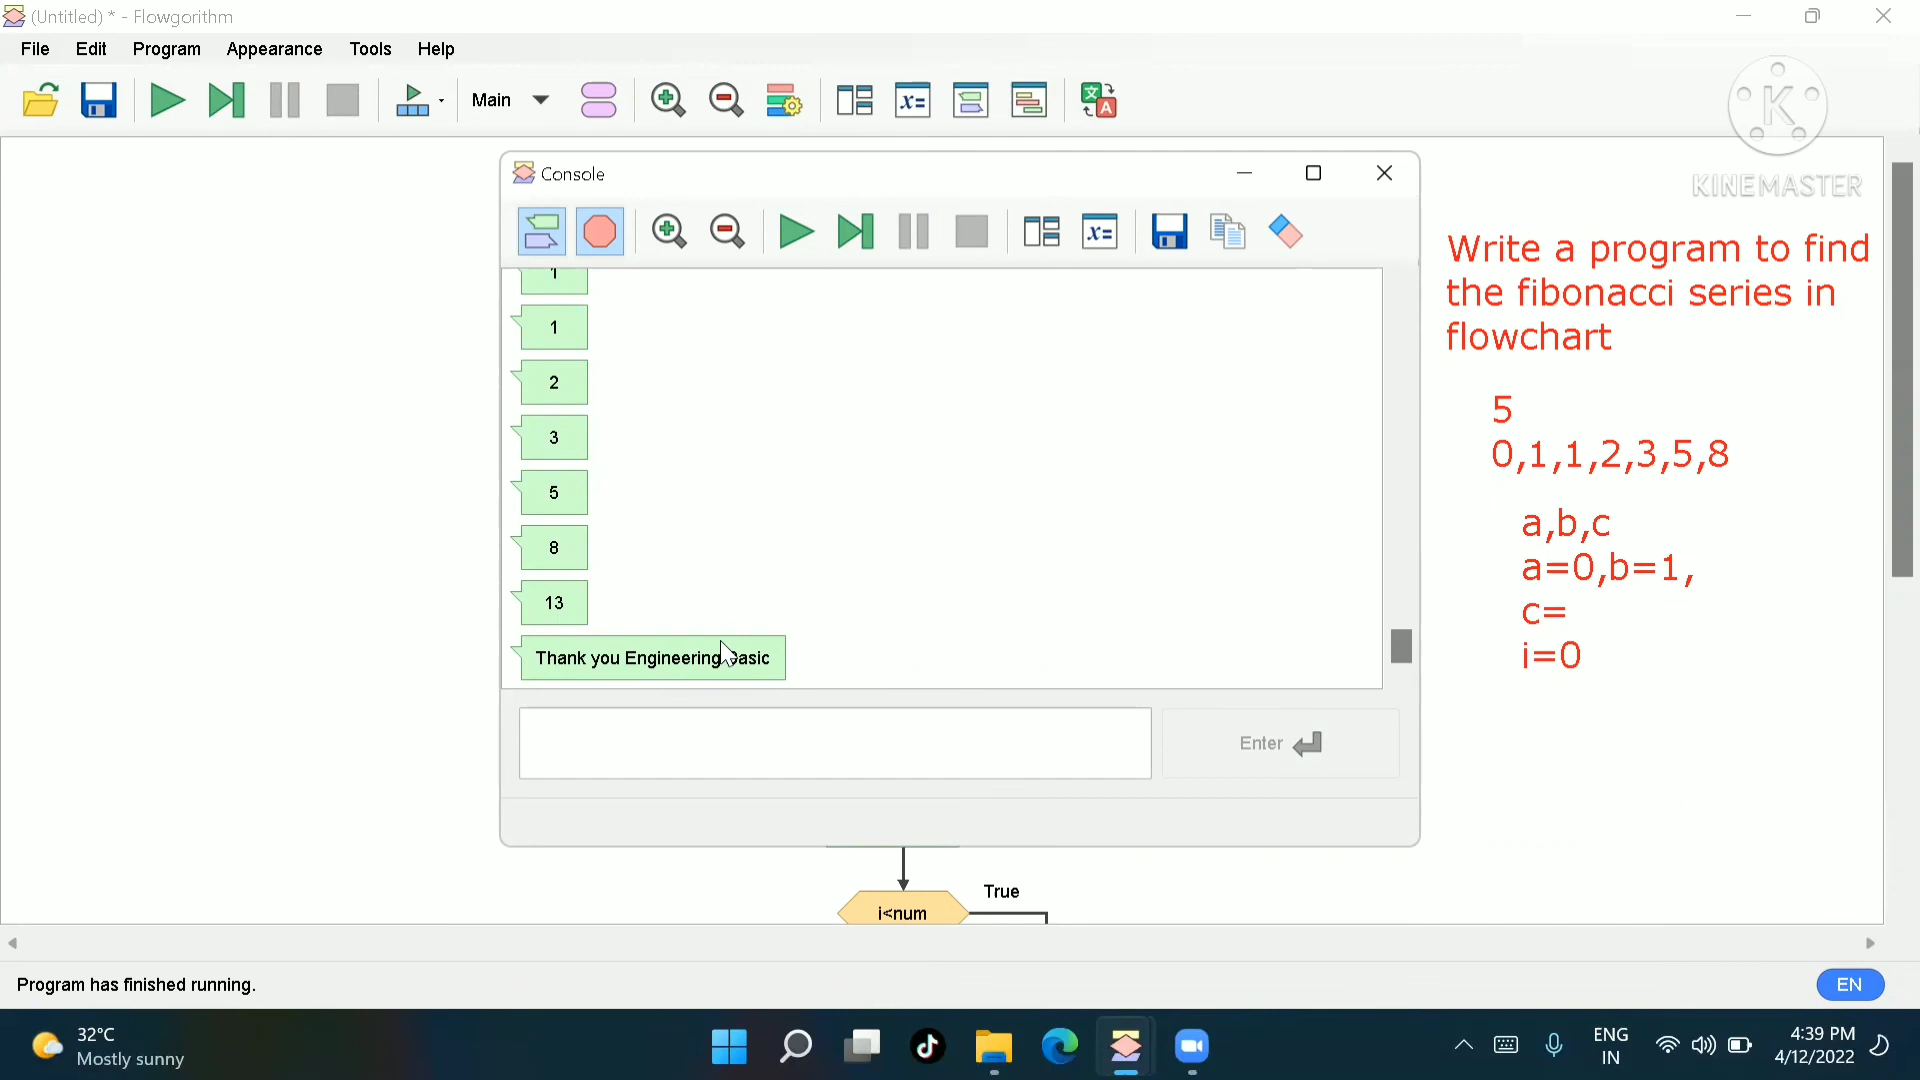 (Untitled) * - Flowgorithm
File Edit Program Appearance Tools Help
Main
K
KINEMASTER
Console
Write a program to find
the fibonacci series in
flowchart
5
0,1,1,2,3,5,8
a,b,c
a=0,b=1,
c=
i=0
1
1
2
3
5
8
13
Thank you Engineering Basic
Enter
True
i<num
Program has finished running.
EN
32°C
Mostly sunny
ENG
IN
4:39 PM
4/12/2022